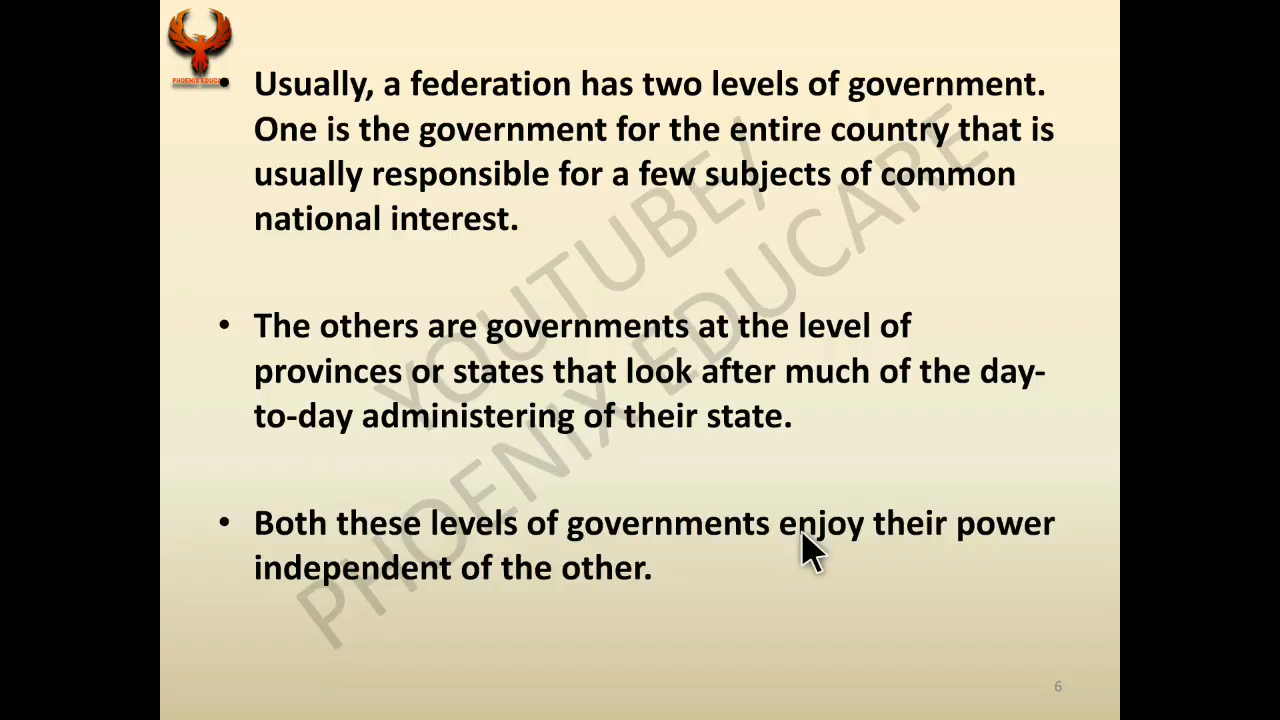 PHOENIX EDUCA
• Usually, a federation has two levels of government.
One is the government for the entire country that is
usually responsible for a few subjects of common
national interest.
• The others are governments at the level of
provinces or states that look after much of the day-
to-day administering of their state.
• Both these levels of governments enjoy their power
independent of the other.
YOUTUBE/
PHOENIX EDUCARE
6